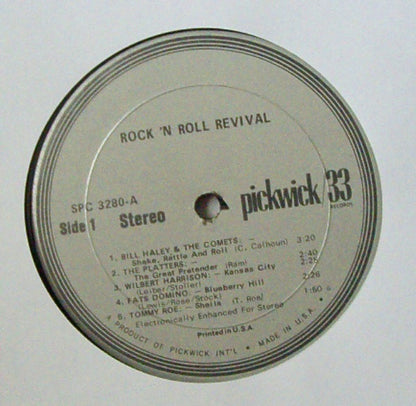 ROCK 'N ROLL REVIVAL
SPC 3280-A
Side 1 Stereo
pickwick 33
RECORDS
1. BILL HALEY & THE COMETS: –
Shake, Rattle And Roll (C. Calhoun) 3:20
2. THE PLATTERS: –
The Great Pretender (Ram) 2:40
3. WILBERT HARRISON: – Kansas City 2:25
(Leiber/Stoller)
4. FATS DOMINO: – Blueberry Hill 2:26
(Lewis/Rose/Stock)
5. TOMMY ROE: – Sheila (T. Roe) 1:60
Electronically Enhanced For Stereo
Printed in U.S.A
A PRODUCT OF PICKWICK INT'L • MADE IN U.S.A.